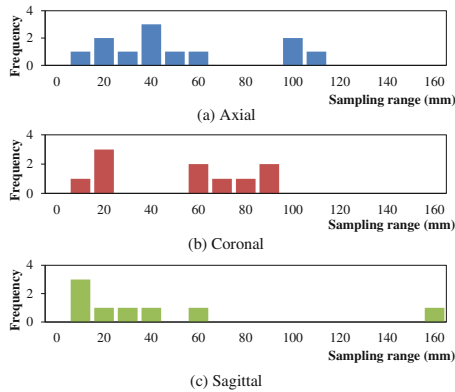 Frequency
4
2
0
0 20 40 60 80 100 120 140 160
Sampling range (mm)
(a) Axial
Frequency
4
2
0
0 20 40 60 80 100 120 140 160
Sampling range (mm)
(b) Coronal
Frequency
4
2
0
0 20 40 60 80 100 120 140 160
Sampling range (mm)
(c) Sagittal